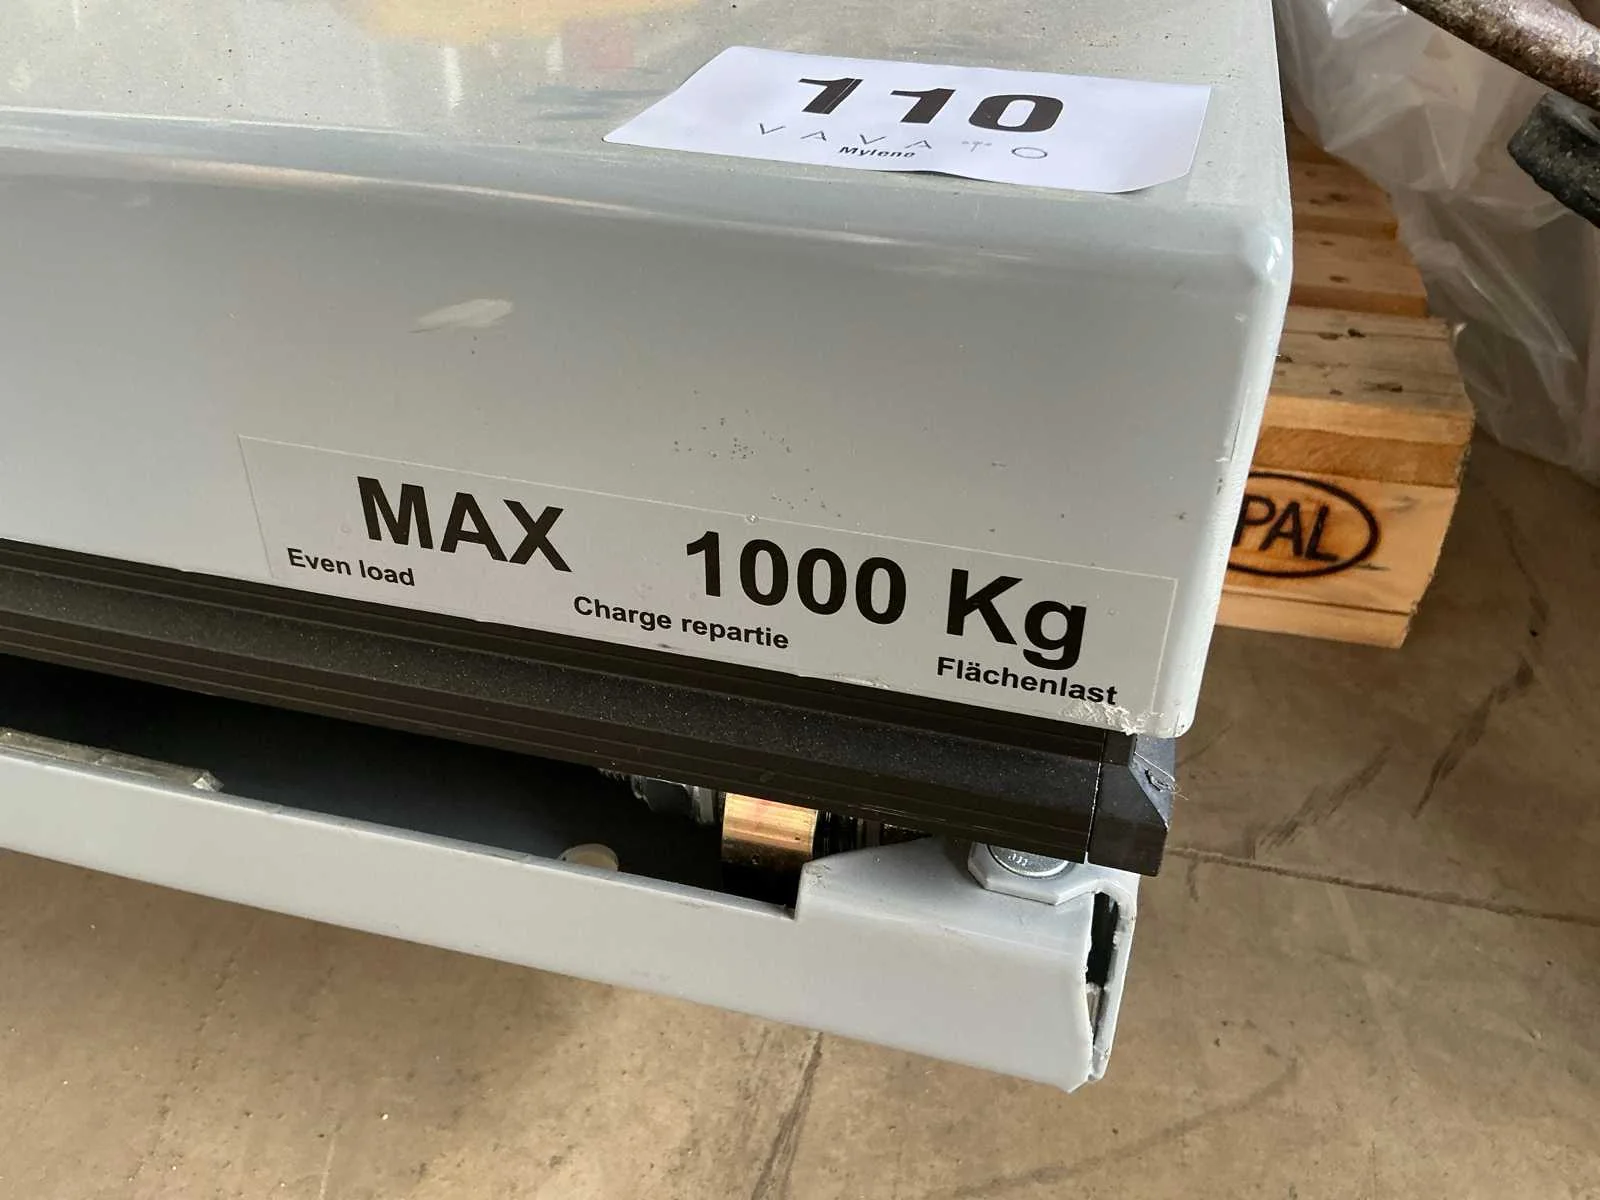 110
VAVATO
Mylene
MAX 1000 Kg
Even load
Charge repartie
Flächenlast
PAL